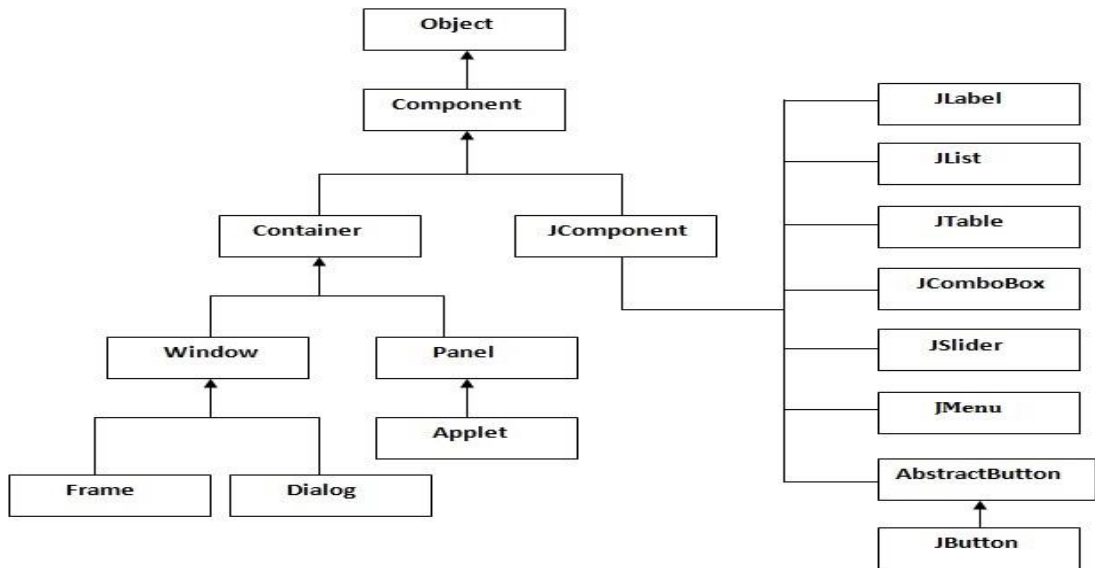 Object
Component
Container
JComponent
Window
Panel
Applet
Frame
Dialog
JLabel
JList
JTable
JComboBox
JSlider
JMenu
AbstractButton
JButton